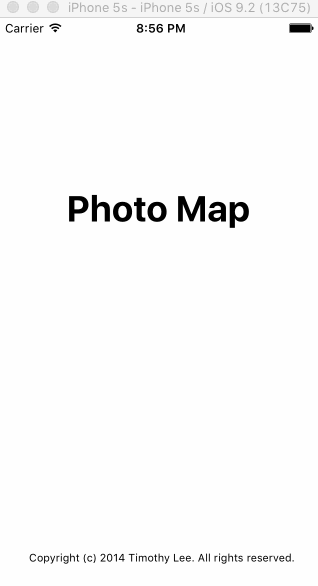 iPhone 5s - iPhone 5s / iOS 9.2 (13C75)
Carrier 8:56 PM
Photo Map
Copyright (c) 2014 Timothy Lee. All rights reserved.